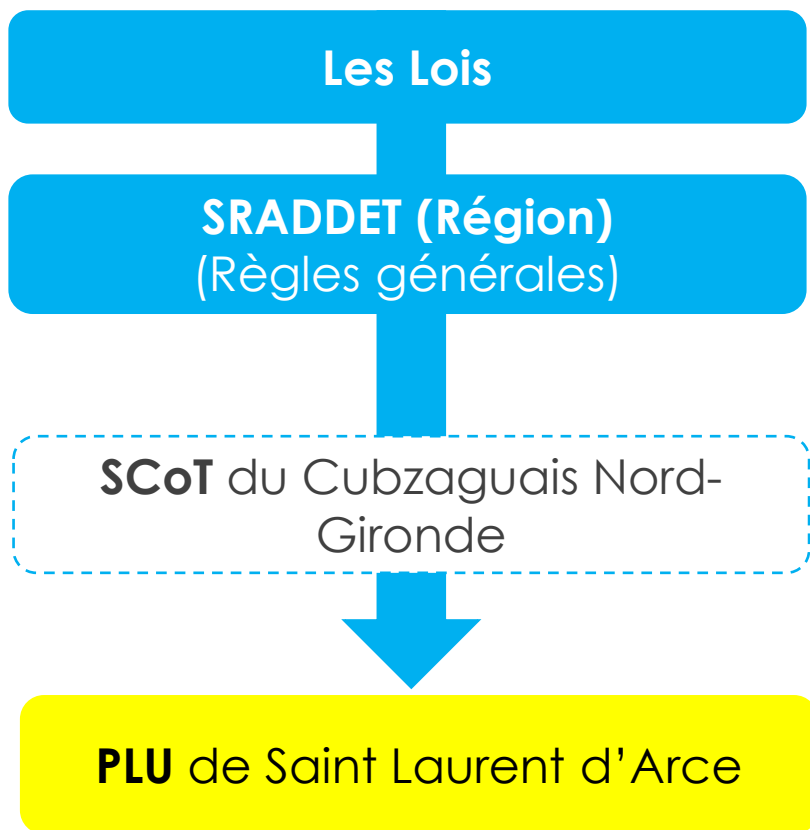 Les Lois
SRADDET (Région)
(Règles générales)
SCoT du Cubzaguais Nord-
Gironde
PLU de Saint Laurent d’Arce